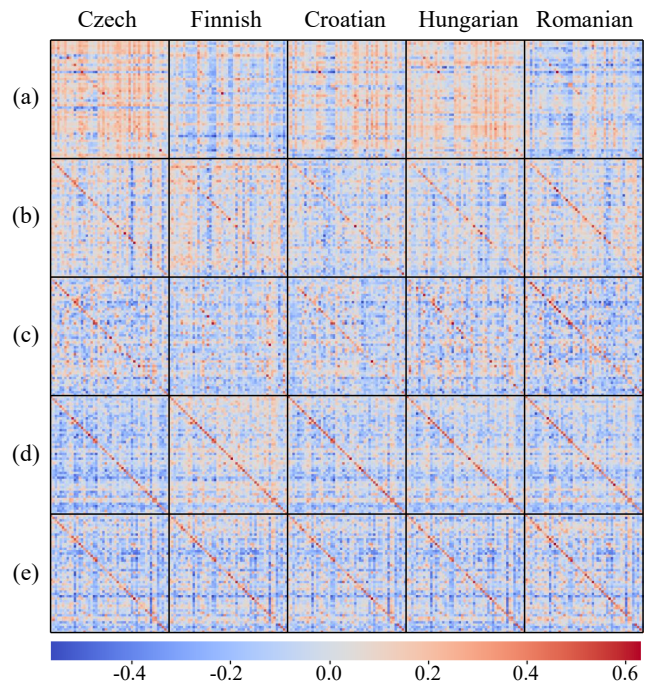 Czech Finnish Croatian Hungarian Romanian
(a)
(b)
(c)
(d)
(e)
-0.4 -0.2 0.0 0.2 0.4 0.6